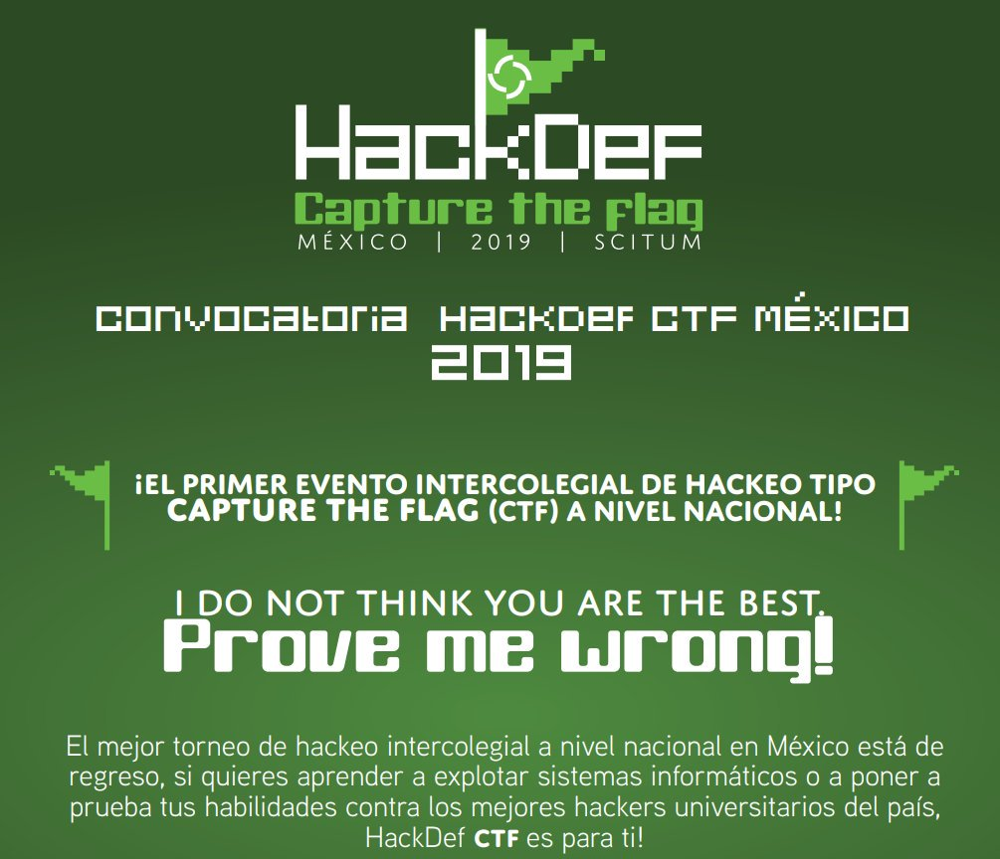 HackDef
Capture the flag
MÉXICO | 2019 | SCITUM
CONVOCATORIA HACKDEF CTF MÉXICO
2019
¡EL PRIMER EVENTO INTERCOLEGIAL DE HACKEO TIPO
CAPTURE THE FLAG (CTF) A NIVEL NACIONAL!
I DO NOT THINK YOU ARE THE BEST.
Prove me wrong!
El mejor torneo de hackeo intercolegial a nivel nacional en México está de
regreso, si quieres aprender a explotar sistemas informáticos o a poner a
prueba tus habilidades contra los mejores hackers universitarios del país,
HackDef CTF es para ti!